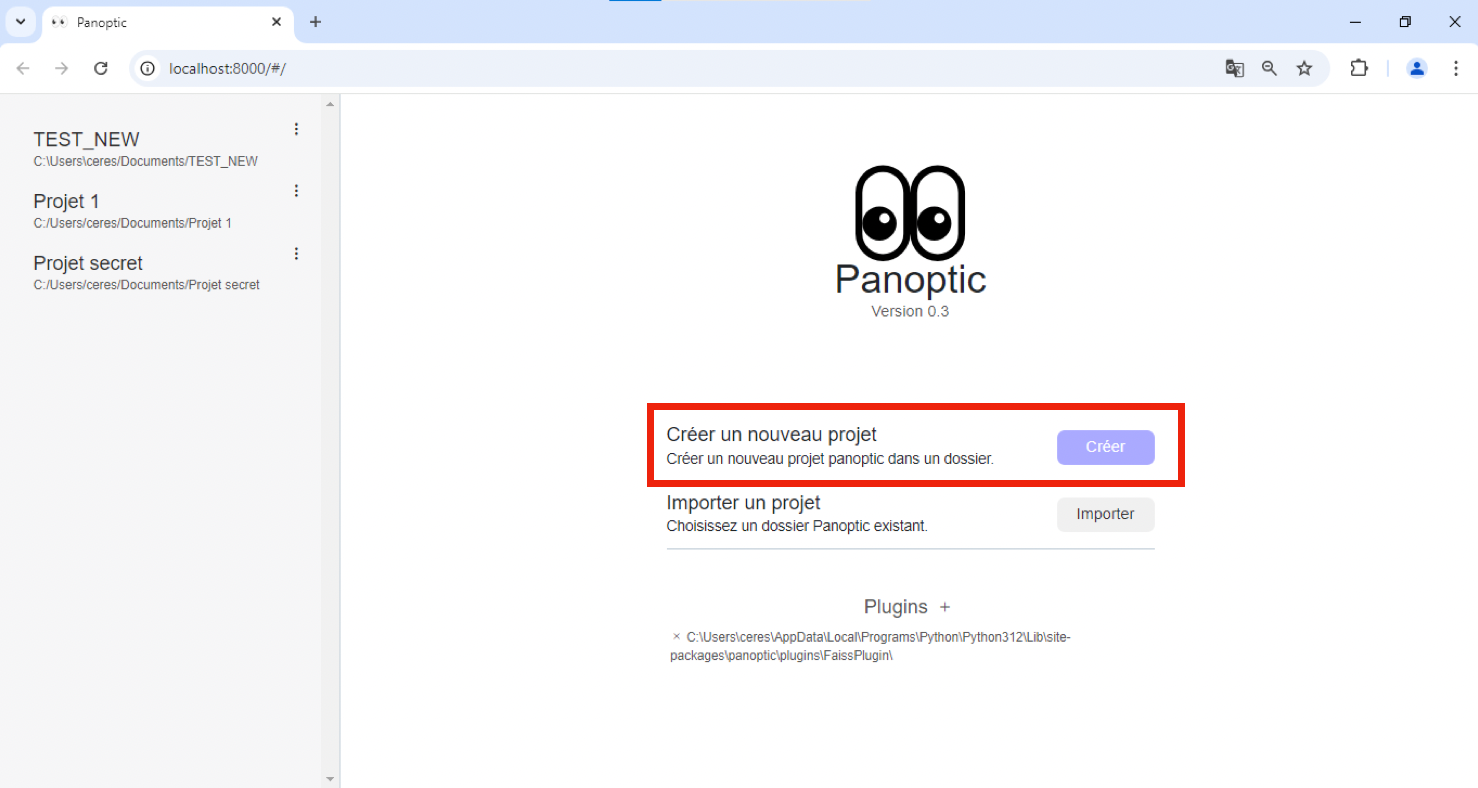 Panoptic
localhost:8000/#/
TEST_NEW
C:\Users\ceres/Documents/TEST_NEW
Projet 1
C:/Users/ceres/Documents/Projet 1
Projet secret
C:/Users/ceres/Documents/Projet secret
Panoptic
Version 0.3
Créer un nouveau projet
Créer un nouveau projet panoptic dans un dossier.
Créer
Importer un projet
Choisissez un dossier Panoptic existant.
Importer
Plugins +
× C:\Users\ceres\AppData\Local\Programs\Python\Python312\Lib\site-
packages\panoptic\plugins\FaissPlugin\